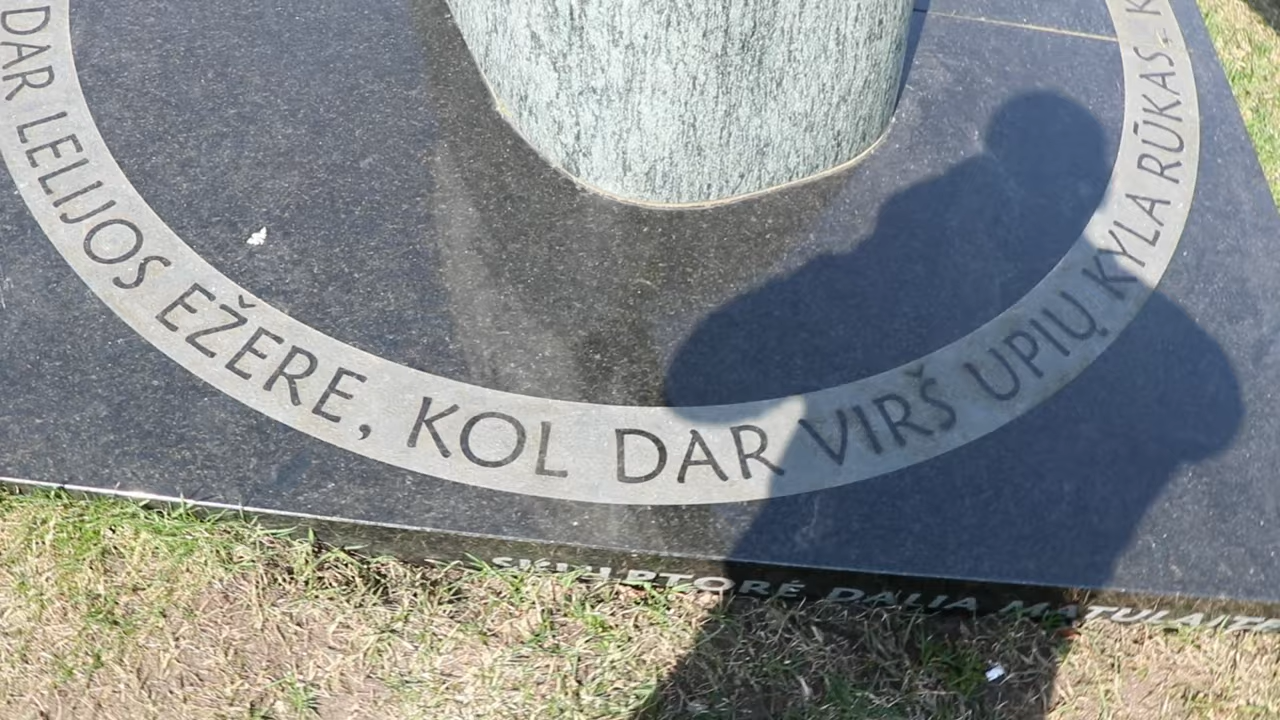 DAR LELIJOS EŽERE, KOL DAR VIRŠ UPIŲ KYLA RŪKAS. K
SKULPTORĖ DALIA MATULAITĖ